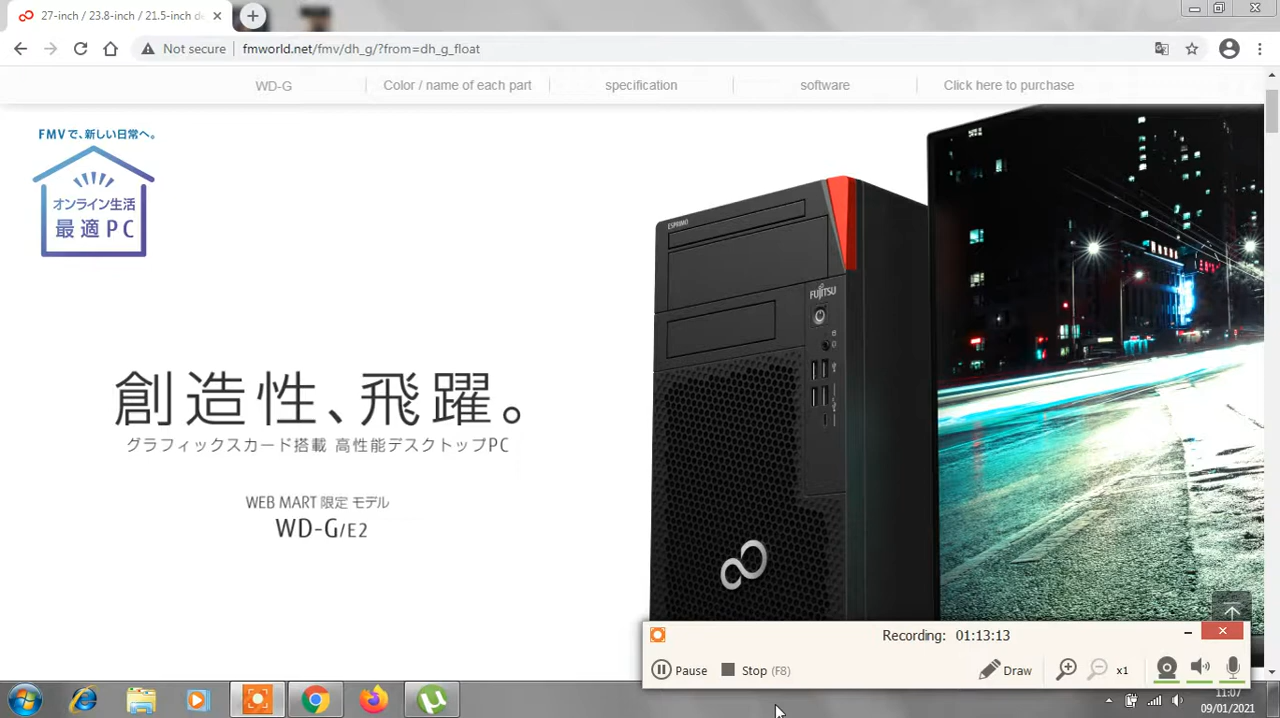 27-inch / 23.8-inch / 21.5-inch de
Not secure
fmworld.net/fmv/dh_g/?from=dh_g_float
WD-G
Color / name of each part
specification
software
Click here to purchase
FMVで、新しい日常へ。
オンライン生活
最適PC
ESPRIMO
FUJITSU
創造性、飛躍。
グラフィックスカード搭載 高性能デスクトップPC
WEB MART 限定 モデル
WD-G/E2
Recording: 01:13:13
Pause
Stop (F8)
Draw
x1
11:07
09/01/2021